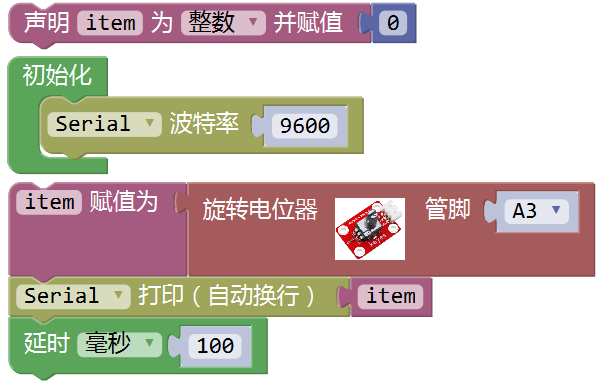 声明 item 为 整数 并赋值 0
初始化
Serial 波特率 9600
item 赋值为 旋转电位器 管脚 A3
Serial 打印（自动换行） item
延时 毫秒 100